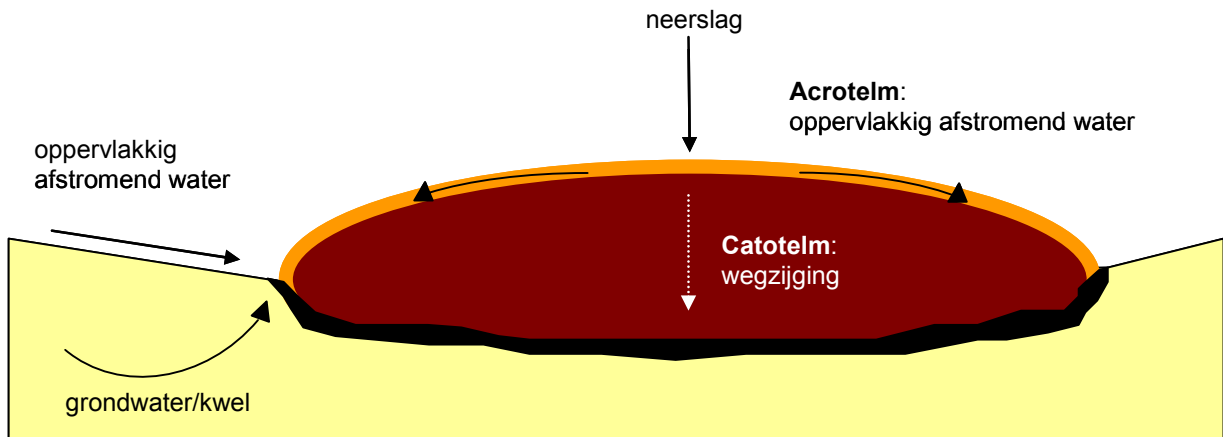 neerslag
Acrotelm:
oppervlakkig afstromend water
oppervlakkig
afstromend water
Catotelm:
wegzijging
grondwater/kwel